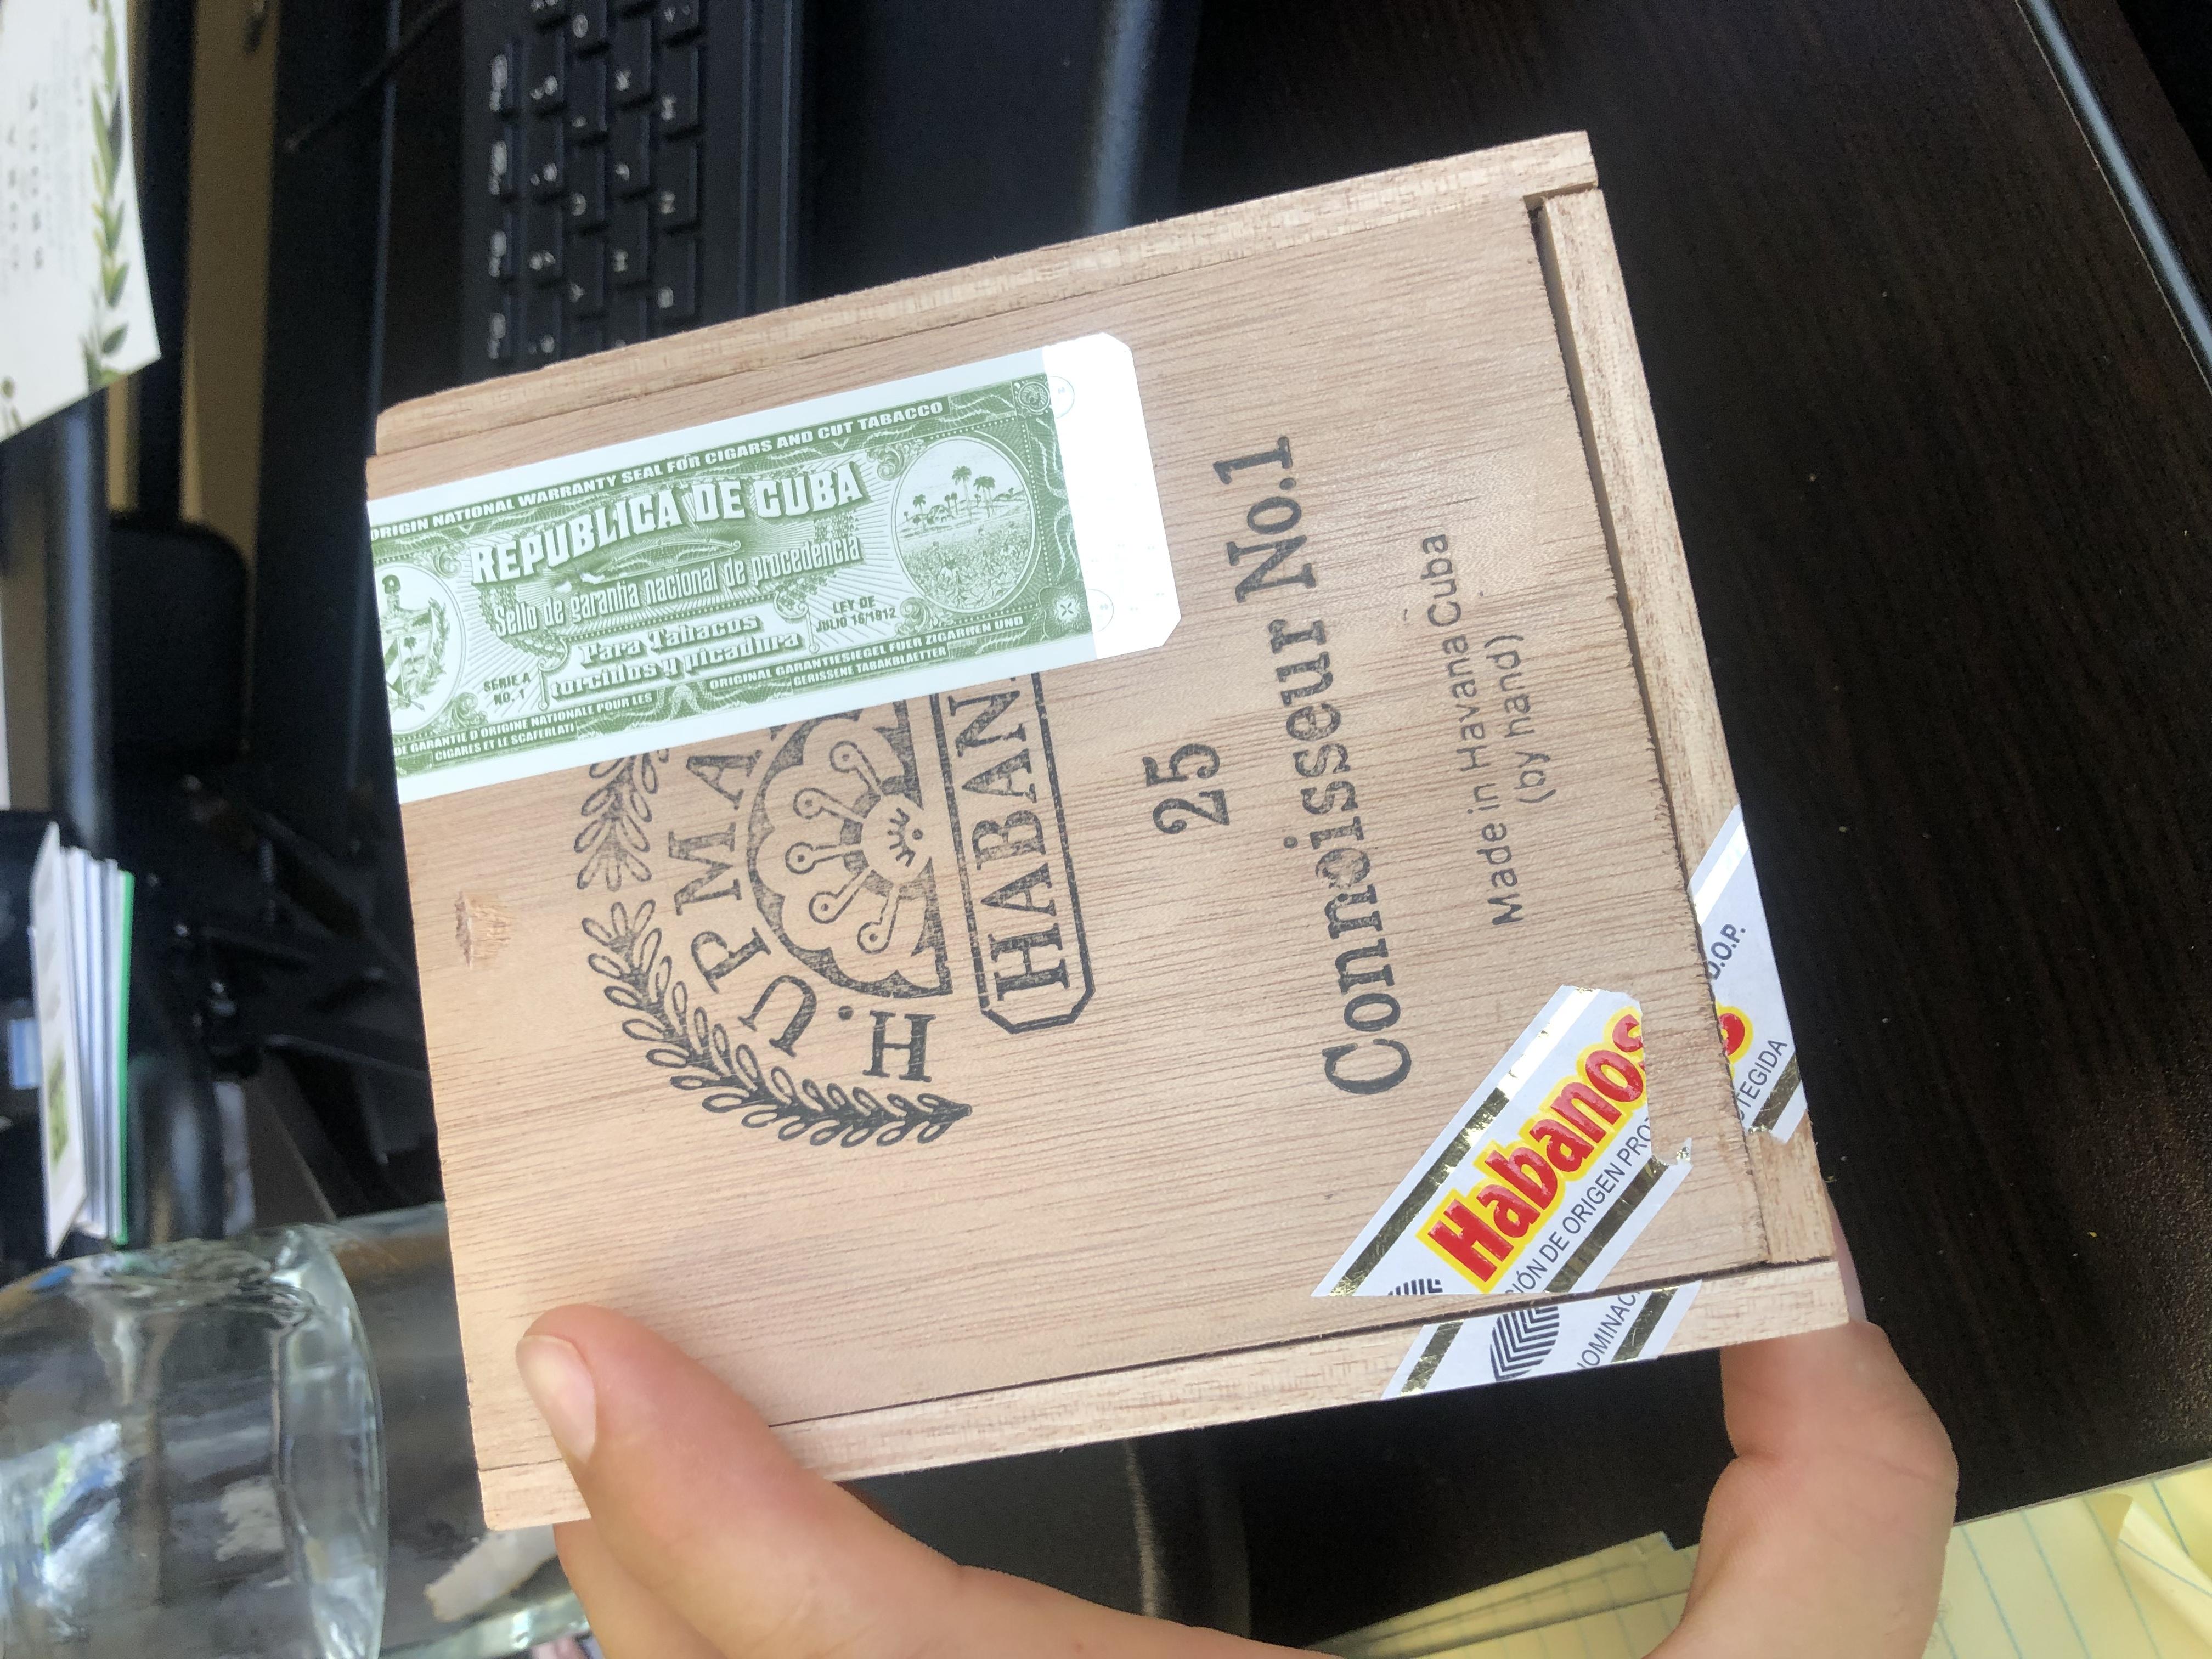 ORIGIN NATIONAL WARRANTY SEAL FOR CIGARS AND CUT TABACCO
REPUBLICA DE CUBA
Sello de garantia nacional de procedencia
Para Tabacos
torcillos y picadura
SERIE A
NO. 1
LEY DE
JULIO 16/1912
DE GARANTIE D ORIGINE NATIONALE POUR LES
CIGARES ET LE SCAFERLATI
ORIGINAL GARANTIESIEGEL FUER ZIGARREN UND
GERISSENE TABAKBLAETTER
H. UPMA
HABAN
25
Connoisseur No.1
Made in Havana Cuba
(by hand)
Habanos
IÓN DE ORIGEN PROT
OMINAC
D.O.P.
TEGIDA